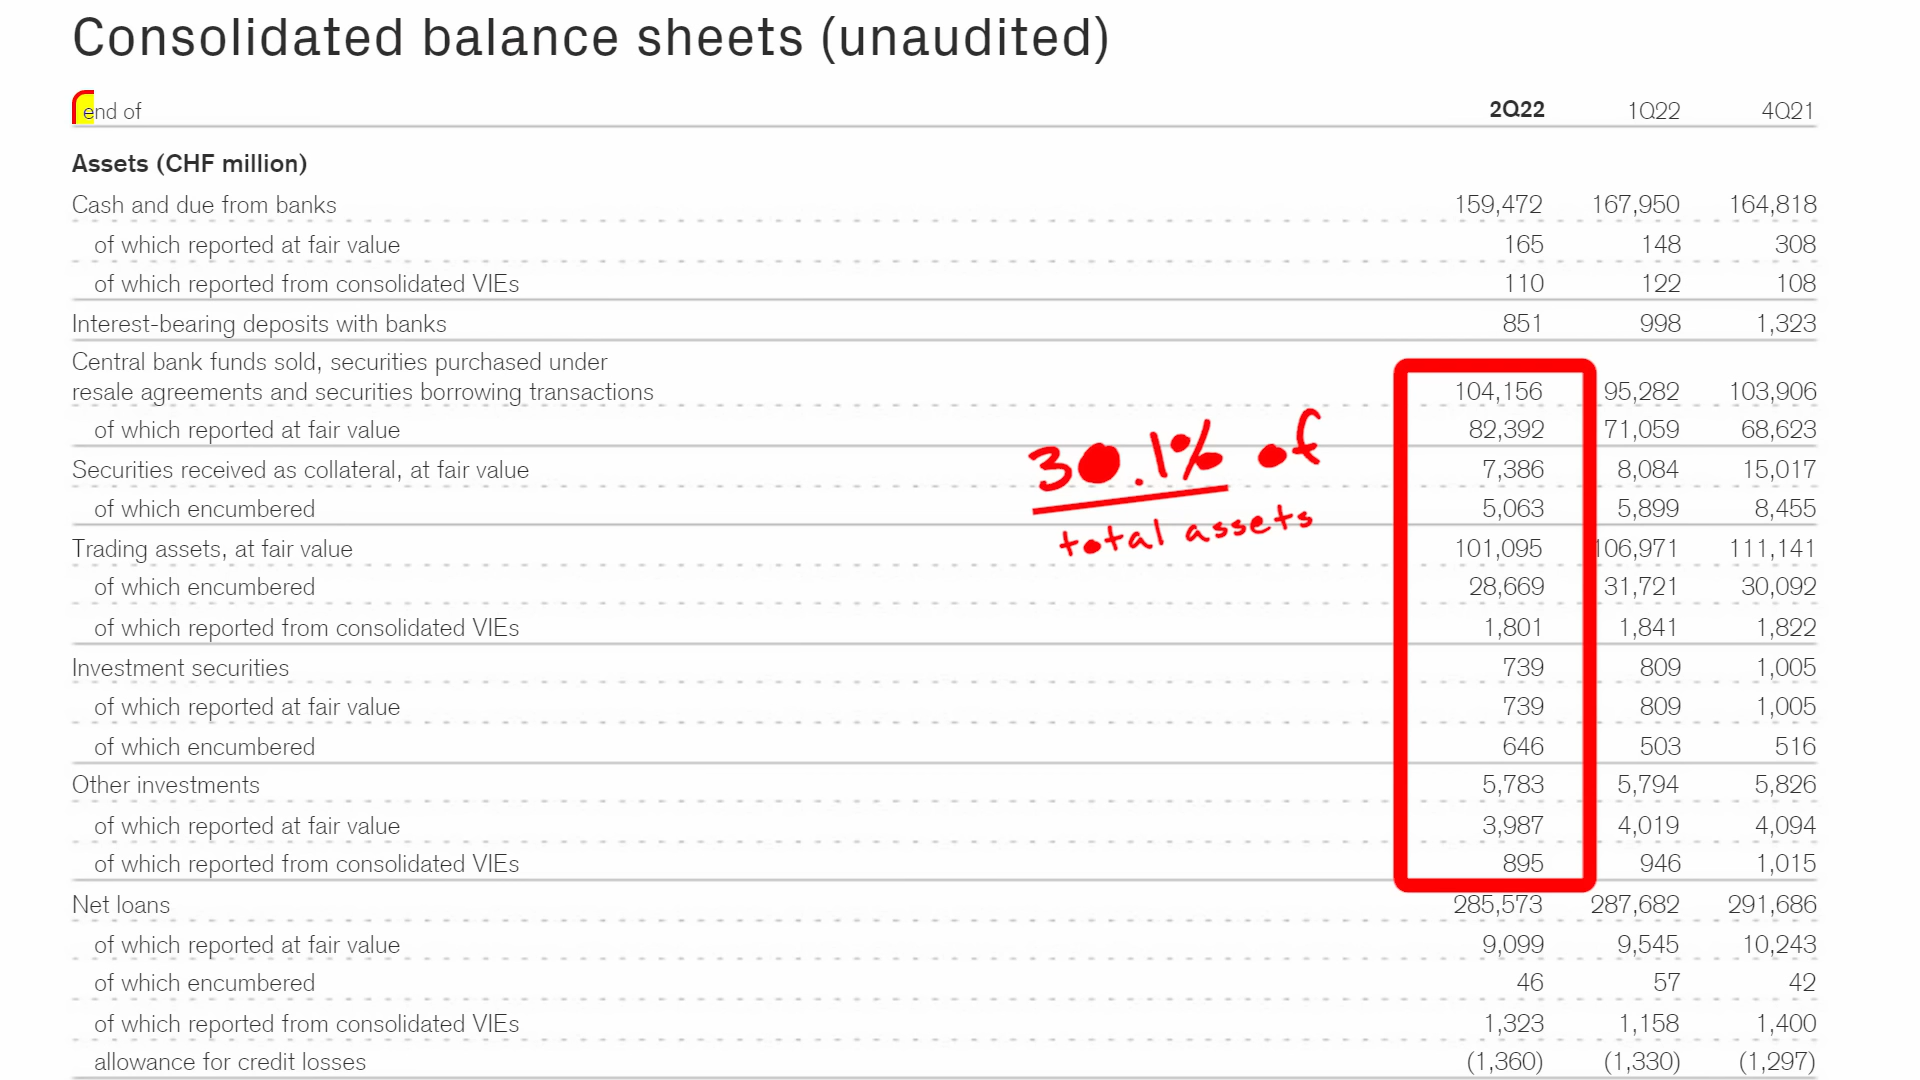 Consolidated balance sheets (unaudited)
end of 2Q22 1Q22 4Q21
Assets (CHF million)
Cash and due from banks 159,472 167,950 164,818
of which reported at fair value 165 148 308
of which reported from consolidated VIEs 110 122 108
Interest-bearing deposits with banks 851 998 1,323
Central bank funds sold, securities purchased under
resale agreements and securities borrowing transactions 104,156 95,282 103,906
of which reported at fair value 82,392 71,059 68,623
30.1% of
total assets
Securities received as collateral, at fair value 7,386 8,084 15,017
of which encumbered 5,063 5,899 8,455
Trading assets, at fair value 101,095 106,971 111,141
of which encumbered 28,669 31,721 30,092
of which reported from consolidated VIEs 1,801 1,841 1,822
Investment securities 739 809 1,005
of which reported at fair value 739 809 1,005
of which encumbered 646 503 516
Other investments 5,783 5,794 5,826
of which reported at fair value 3,987 4,019 4,094
of which reported from consolidated VIEs 895 946 1,015
Net loans 285,573 287,682 291,686
of which reported at fair value 9,099 9,545 10,243
of which encumbered 46 57 42
of which reported from consolidated VIEs 1,323 1,158 1,400
allowance for credit losses (1,360) (1,330) (1,297)